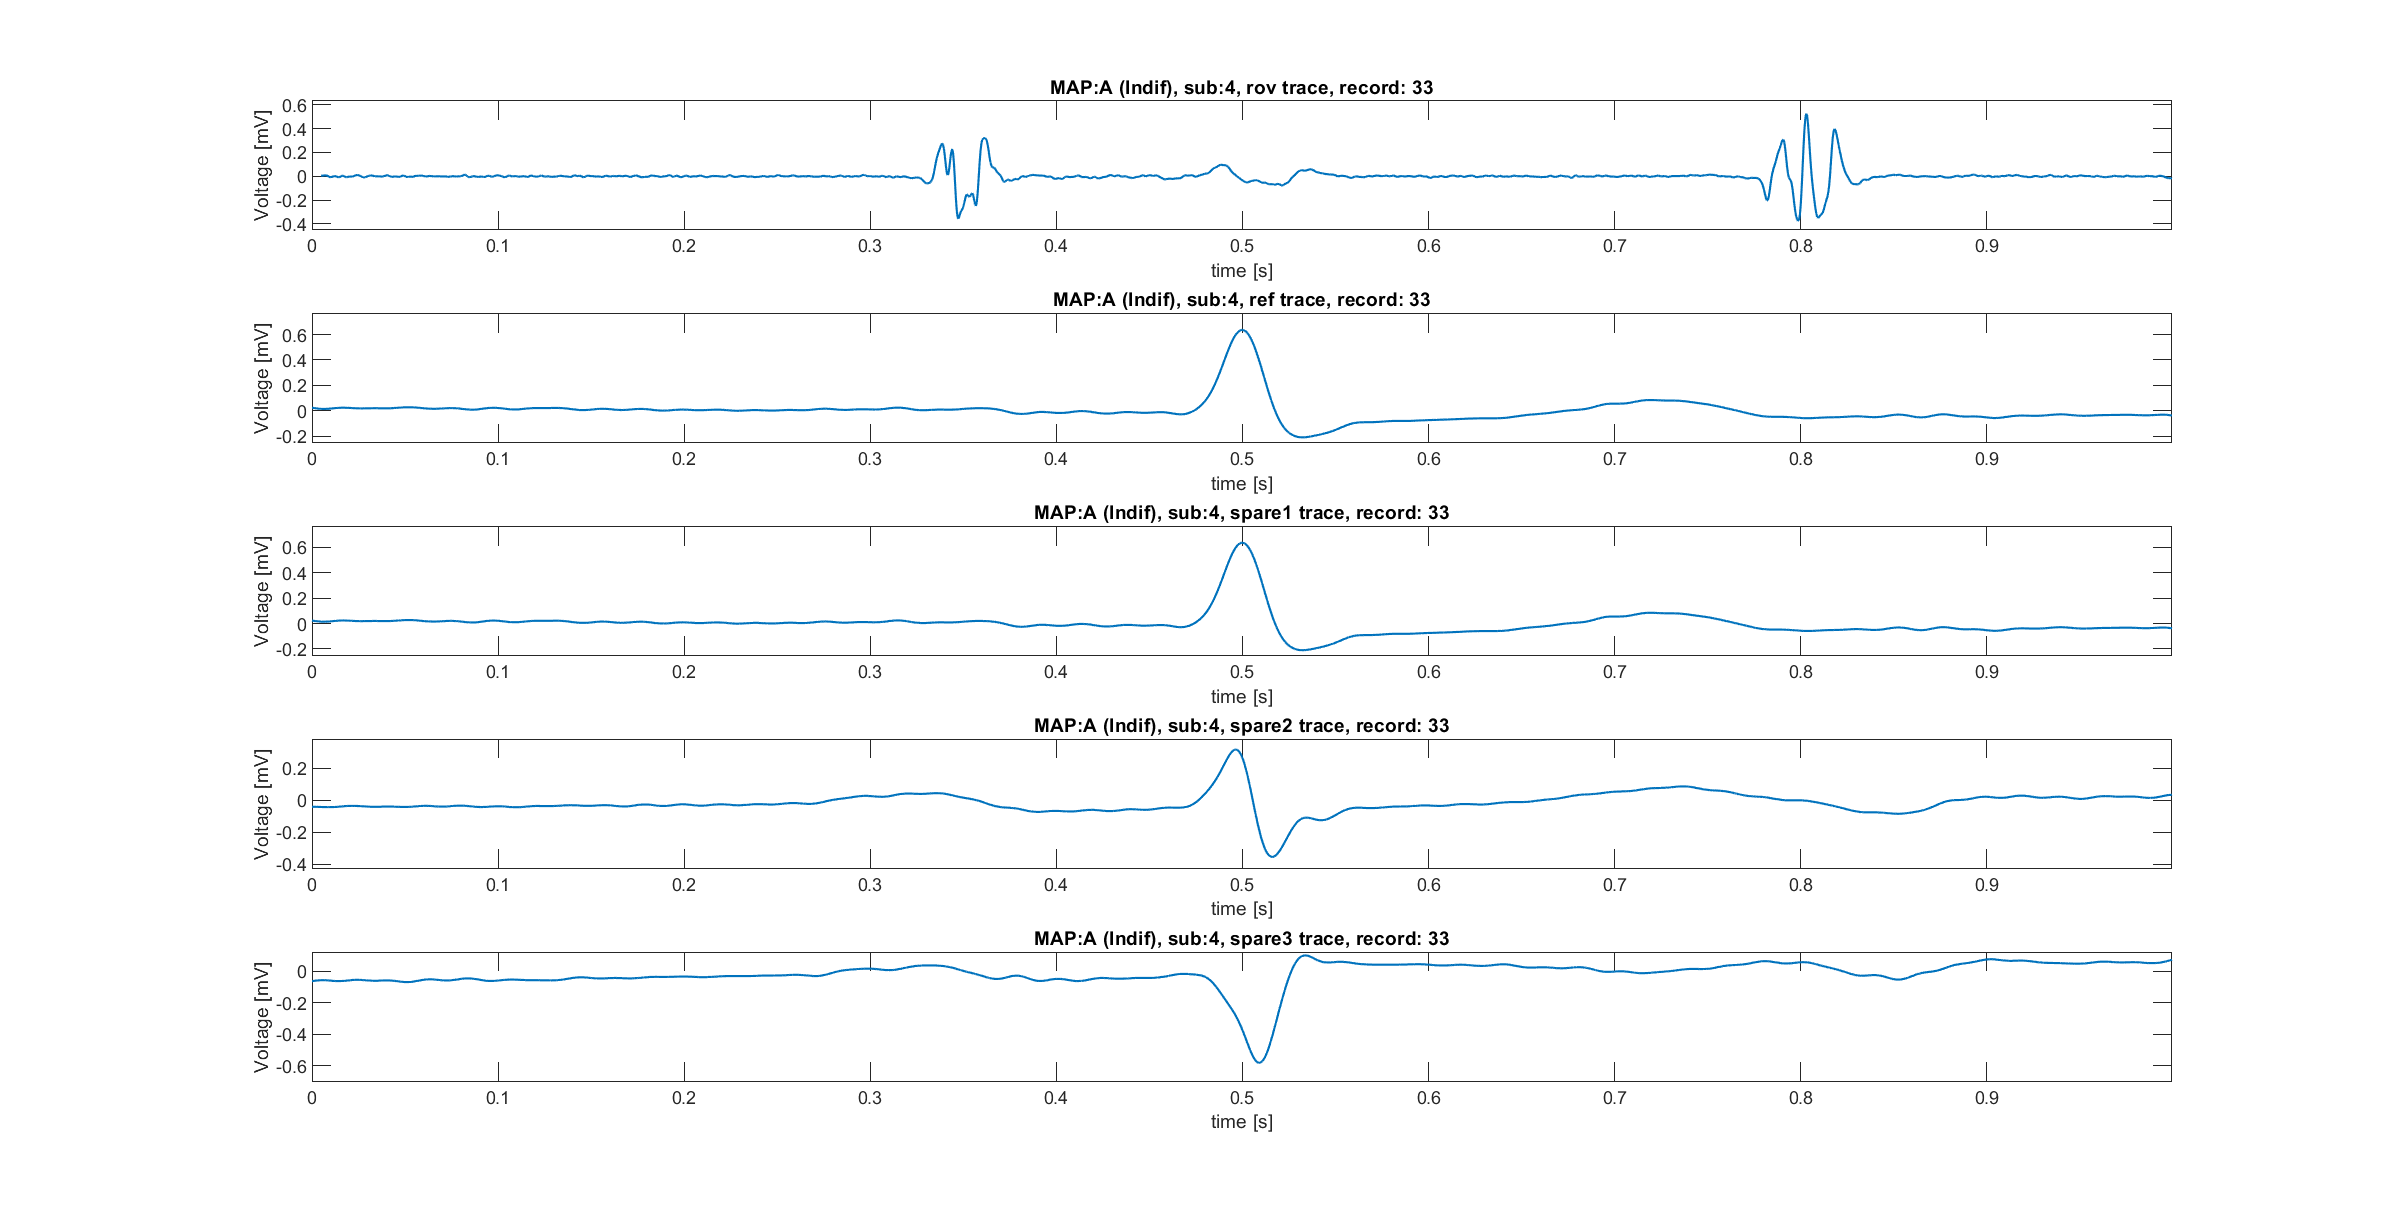 MAP:A (Indif), sub:4, rov trace, record: 33
Voltage [mV]
0.6
0.4
0.2
0
-0.2
-0.4
0 0.1 0.2 0.3 0.4 0.5 0.6 0.7 0.8 0.9
time [s]
MAP:A (Indif), sub:4, ref trace, record: 33
Voltage [mV]
0.6
0.4
0.2
0
-0.2
0 0.1 0.2 0.3 0.4 0.5 0.6 0.7 0.8 0.9
time [s]
MAP:A (Indif), sub:4, spare1 trace, record: 33
Voltage [mV]
0.6
0.4
0.2
0
-0.2
0 0.1 0.2 0.3 0.4 0.5 0.6 0.7 0.8 0.9
time [s]
MAP:A (Indif), sub:4, spare2 trace, record: 33
Voltage [mV]
0.2
0
-0.2
-0.4
0 0.1 0.2 0.3 0.4 0.5 0.6 0.7 0.8 0.9
time [s]
MAP:A (Indif), sub:4, spare3 trace, record: 33
Voltage [mV]
0
-0.2
-0.4
-0.6
0 0.1 0.2 0.3 0.4 0.5 0.6 0.7 0.8 0.9
time [s]